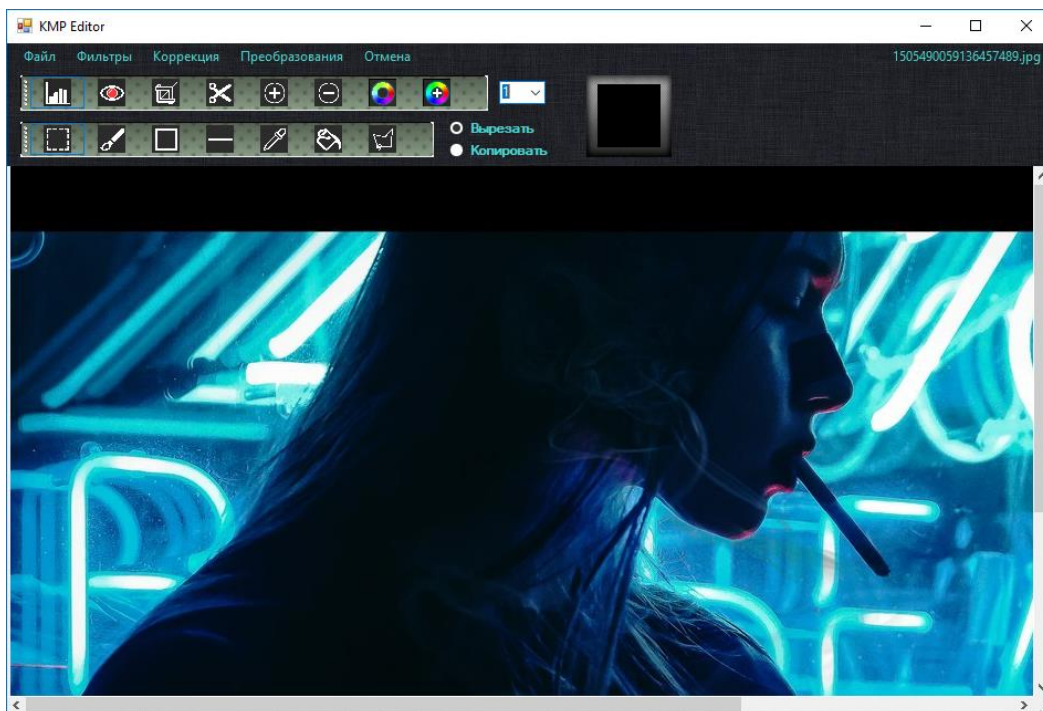 KMP Editor
Файл Фильтры Коррекция Преобразования Отмена 1505490059136457489.jpg
1
Вырезать
Копировать